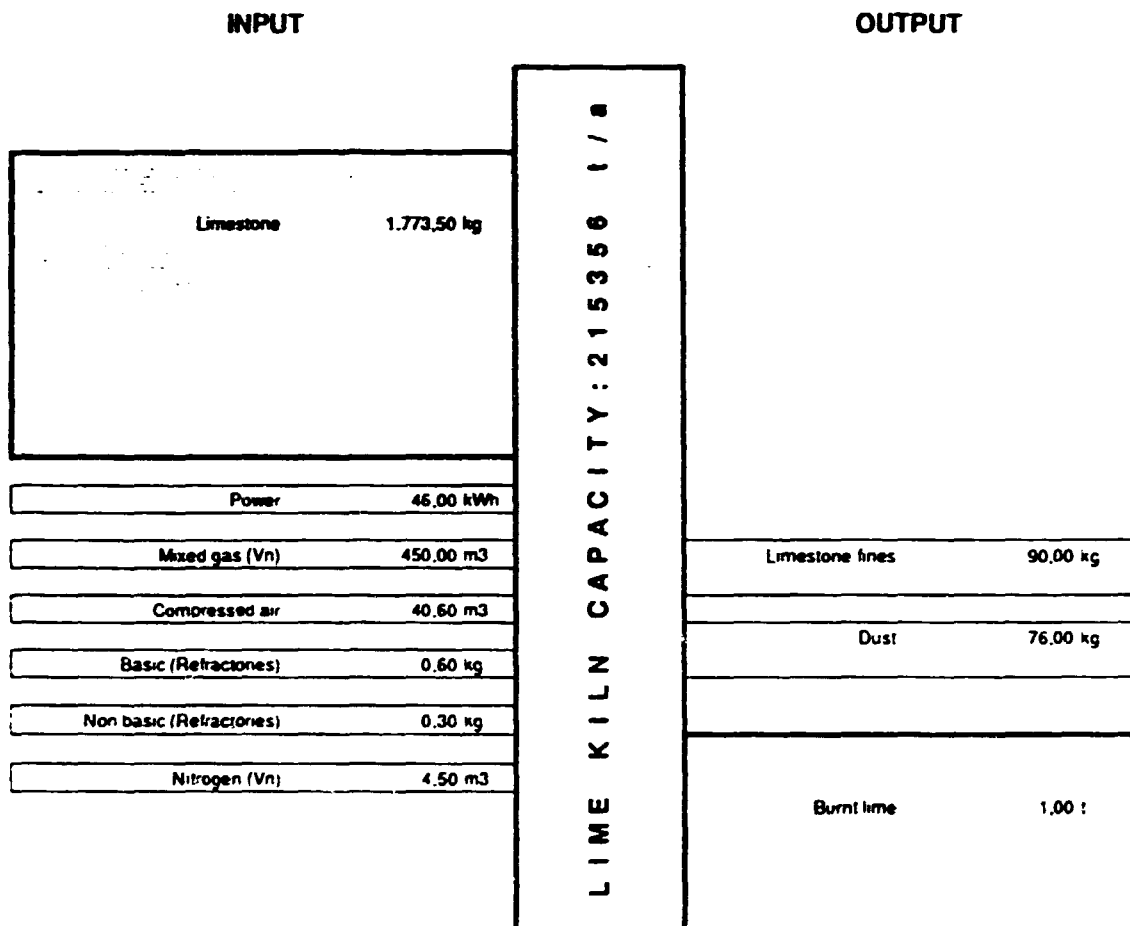 INPUT
OUTPUT
LIME KILN CAPACITY:215356 t/a
Limestone 1.773,50 kg
Power 46,00 kWh
Mixed gas (Vn) 450,00 m3
Compressed air 40,60 m3
Basic (Refractories) 0,60 kg
Non basic (Refractories) 0,30 kg
Nitrogen (Vn) 4,50 m3
Limestone fines 90,00 kg
Dust 76,00 kg
Burnt lime 1,00 t